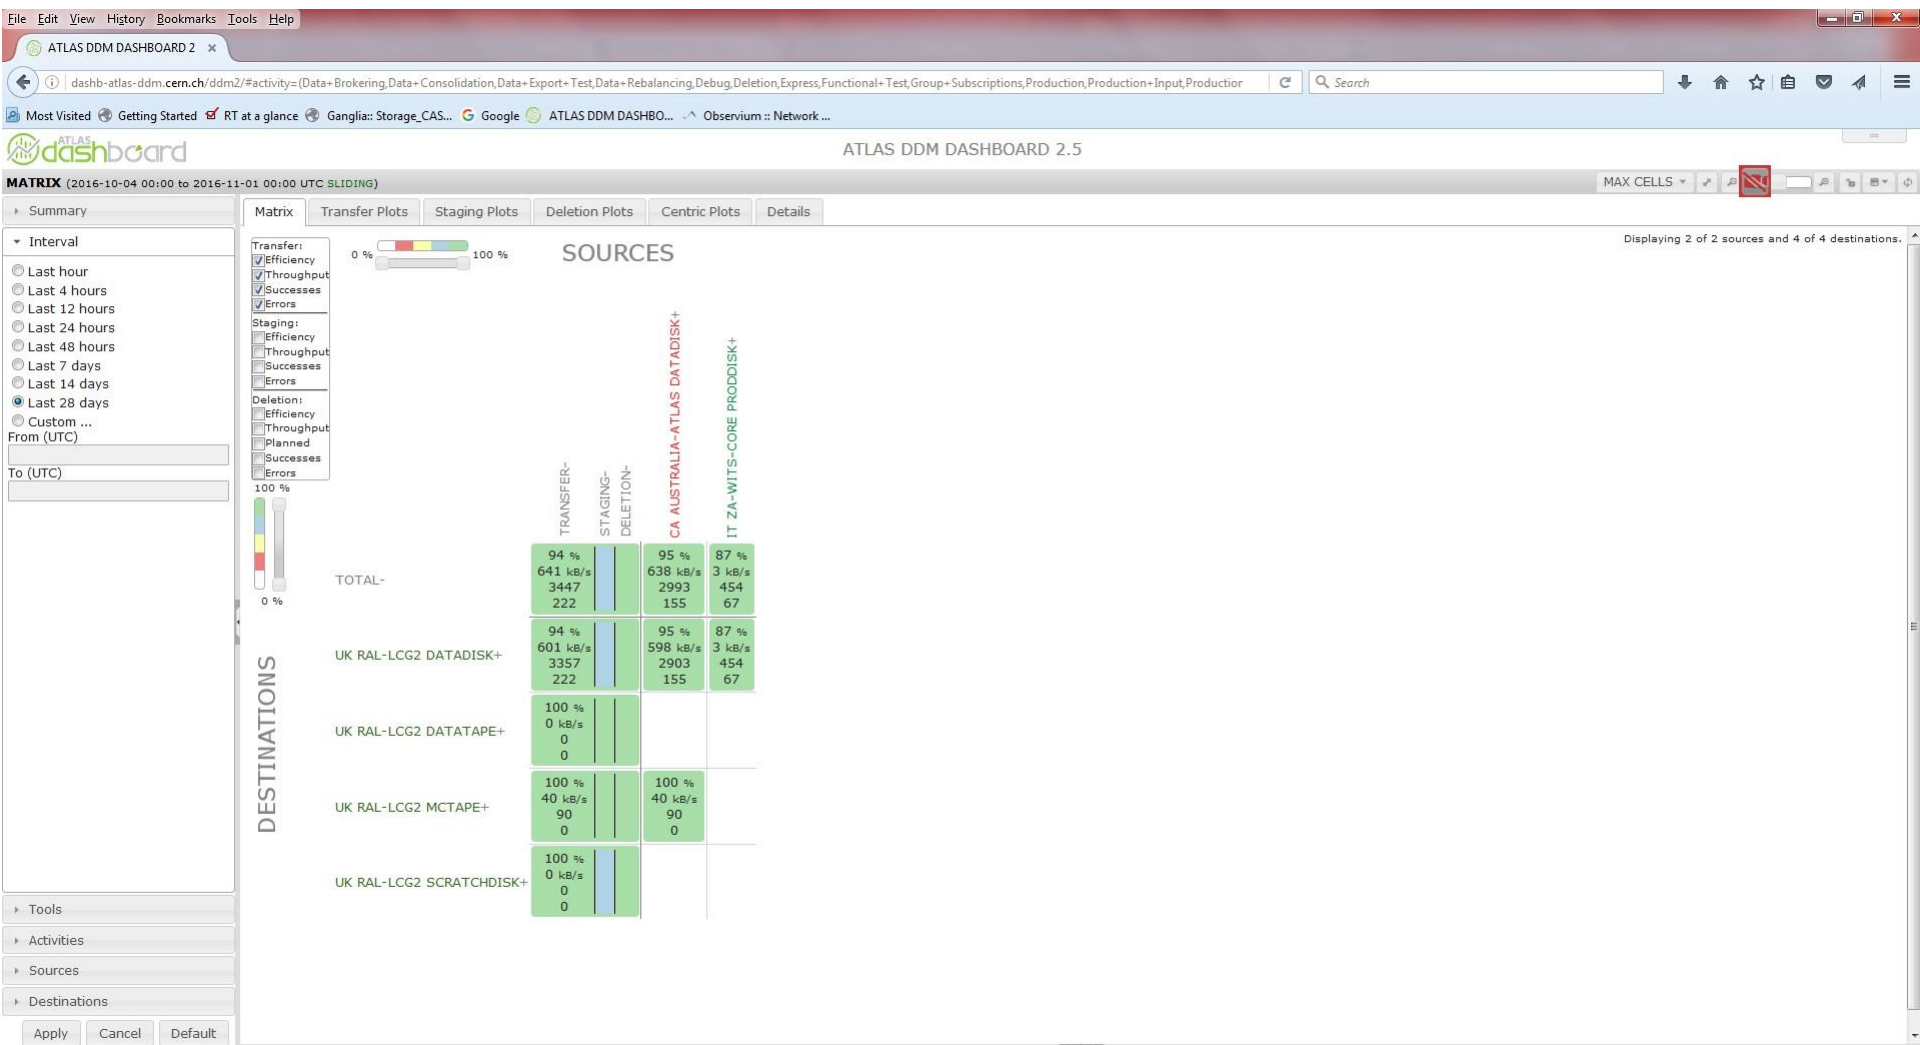 File Edit View History Bookmarks Tools Help
ATLAS DDM DASHBOARD 2 ×
dashb-atlas-ddm.cern.ch/ddm2/#activity=(Data+Brokering,Data+Consolidation,Data+Export+Test,Data+Rebalancing,Debug,Deletion,Express,Functional+Test,Group+Subscriptions,Production,Production+Input,Productior
Search
Most Visited Getting Started RT at a glance Ganglia:: Storage_CAS... Google ATLAS DDM DASHBO... Observium :: Network ...
ATLAS dashboard
ATLAS DDM DASHBOARD 2.5
MATRIX (2016-10-04 00:00 to 2016-11-01 00:00 UTC SLIDING)
MAX CELLS
Summary
Interval
Last hour
Last 4 hours
Last 12 hours
Last 24 hours
Last 48 hours
Last 7 days
Last 14 days
Last 28 days
Custom ...
From (UTC)
To (UTC)
Tools
Activities
Sources
Destinations
Apply Cancel Default
Matrix Transfer Plots Staging Plots Deletion Plots Centric Plots Details
Displaying 2 of 2 sources and 4 of 4 destinations.
Transfer:
Efficiency
Throughput
Successes
Errors
Staging:
Efficiency
Throughput
Successes
Errors
Deletion:
Efficiency
Throughput
Planned
Successes
Errors
0 % 100 %
SOURCES
100 %
0 %
DESTINATIONS
TRANSFER-
STAGING-
DELETION-
CA AUSTRALIA-ATLAS DATADISK+
IT ZA-WITS-CORE PRODDISK+
TOTAL-
94 % 95 % 87 %
641 kB/s 638 kB/s 3 kB/s
3447 2993 454
222 155 67
UK RAL-LCG2 DATADISK+
94 % 95 % 87 %
601 kB/s 598 kB/s 3 kB/s
3357 2903 454
222 155 67
UK RAL-LCG2 DATATAPE+
100 %
0 kB/s
0
0
UK RAL-LCG2 MCTAPE+
100 % 100 %
40 kB/s 40 kB/s
90 90
0 0
UK RAL-LCG2 SCRATCHDISK+
100 %
0 kB/s
0
0